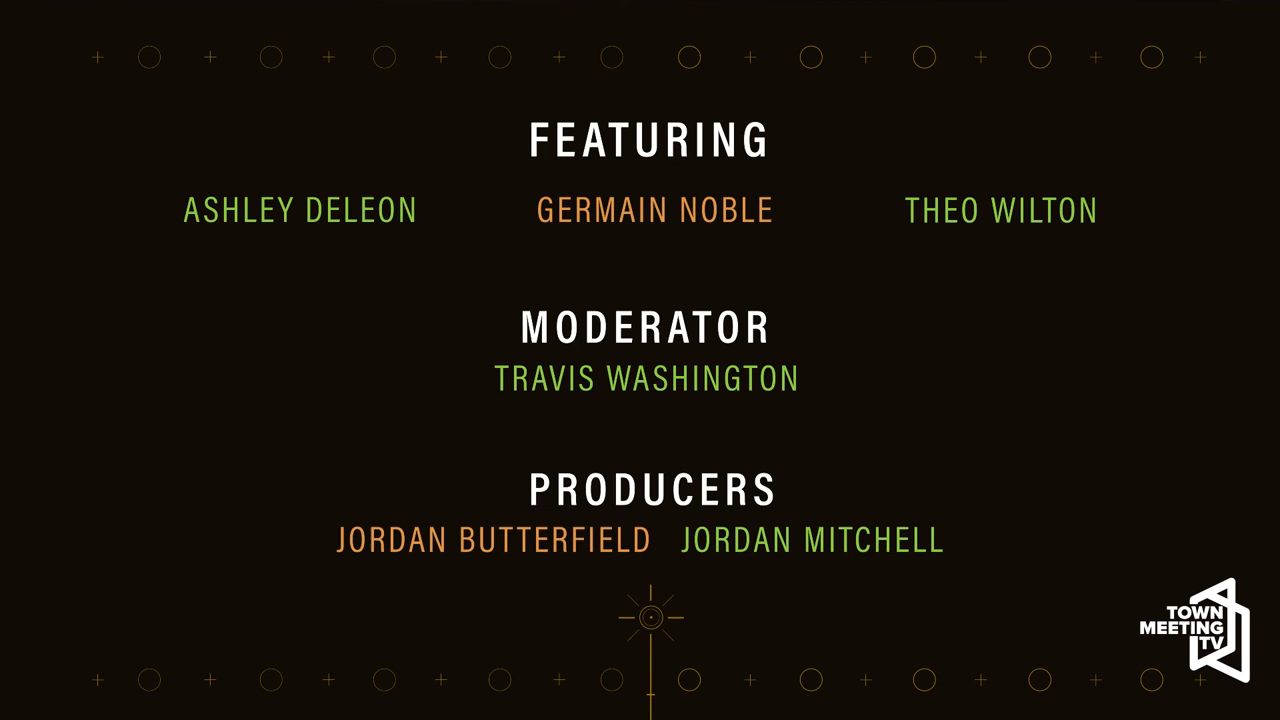 FEATURING
ASHLEY DELEON GERMAIN NOBLE THEO WILTON
MODERATOR
TRAVIS WASHINGTON
PRODUCERS
JORDAN BUTTERFIELD JORDAN MITCHELL
TOWN
MEETING
TV